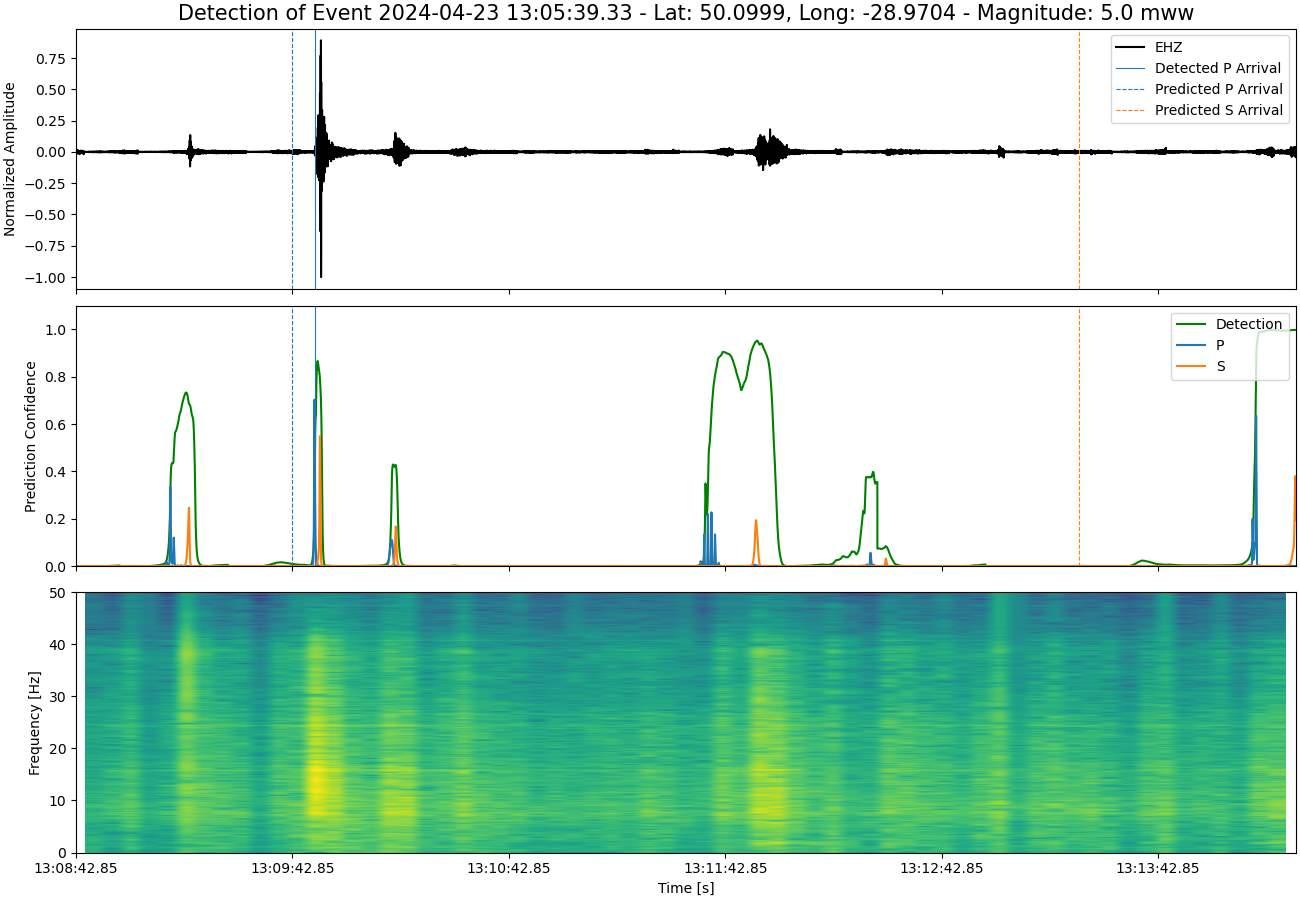 Detection of Event 2024-04-23 13:05:39.33 - Lat: 50.0999, Long: -28.9704 - Magnitude: 5.0 mww
Normalized Amplitude
0.75
0.50
0.25
0.00
−0.25
−0.50
−0.75
−1.00
EHZ
Detected P Arrival
Predicted P Arrival
Predicted S Arrival
Prediction Confidence
1.0
0.8
0.6
0.4
0.2
0.0
Detection
P
S
Frequency [Hz]
50
40
30
20
10
0
13:08:42.85 13:09:42.85 13:10:42.85 13:11:42.85 13:12:42.85 13:13:42.85
Time [s]